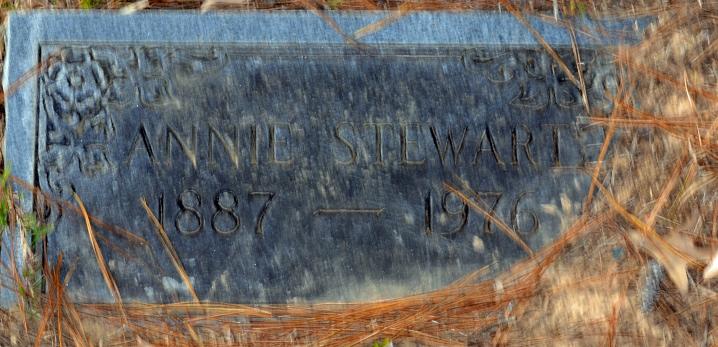 ANNIE STEWART
1887 — 1976